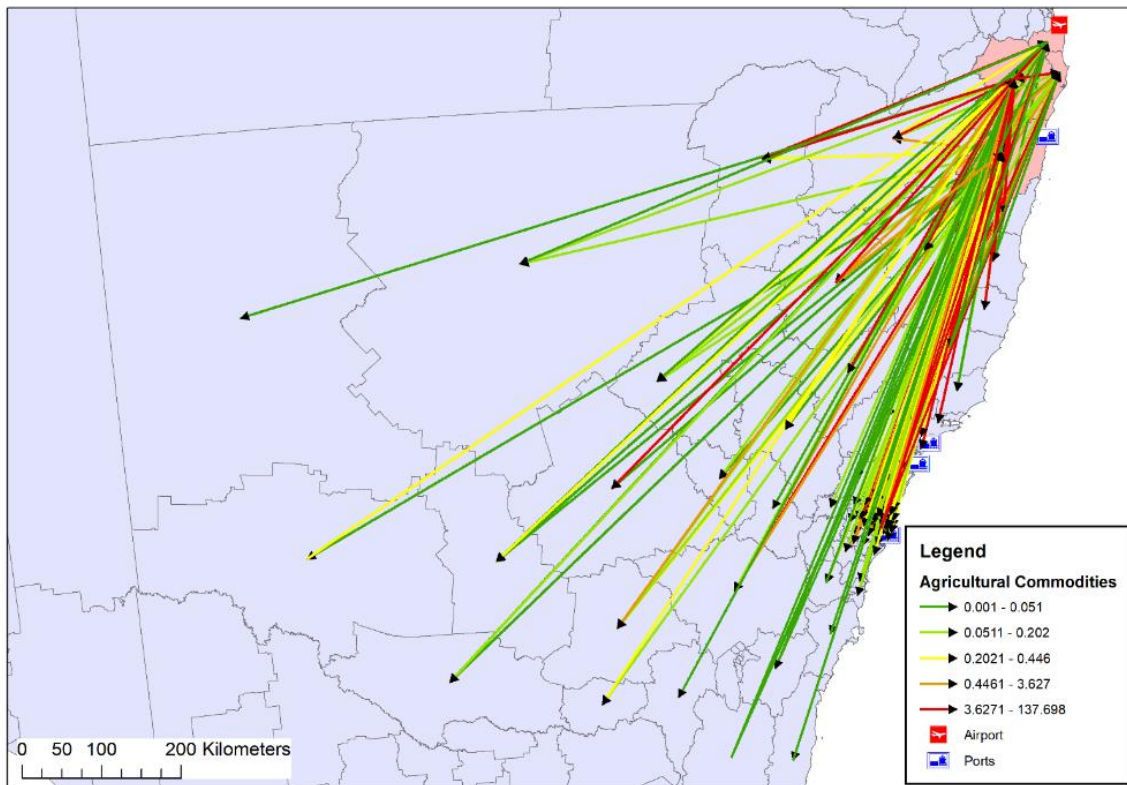 0 50 100 200 Kilometers
Legend
Agricultural Commodities
0.001 - 0.051
0.0511 - 0.202
0.2021 - 0.446
0.4461 - 3.627
3.6271 - 137.698
Airport
Ports